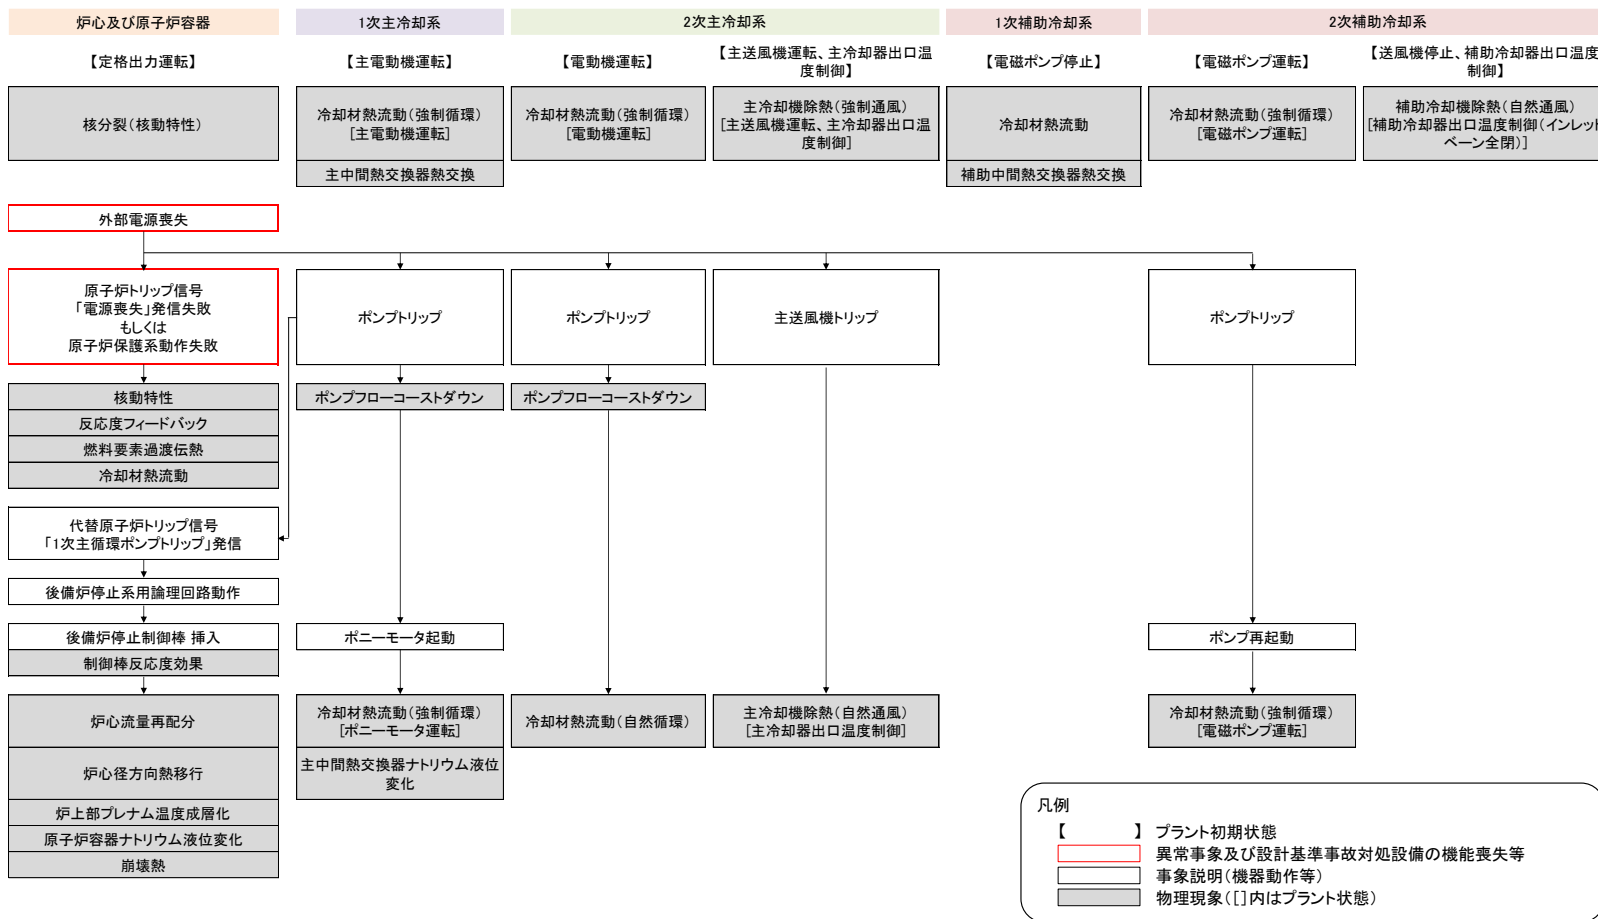 炉心及び原子炉容器
1次主冷却系
2次主冷却系
1次補助冷却系
2次補助冷却系
【定格出力運転】
【主電動機運転】
【電動機運転】
【主送風機運転、主冷却器出口温
度制御】
【電磁ポンプ停止】
【電磁ポンプ運転】
【送風機停止、補助冷却器出口温度
制御】
核分裂(核動特性)
冷却材熱流動(強制循環)
[主電動機運転]
冷却材熱流動(強制循環)
[電動機運転]
主冷却機除熱(強制通風)
[主送風機運転、主冷却器出口温
度制御]
冷却材熱流動
冷却材熱流動(強制循環)
[電磁ポンプ運転]
補助冷却機除熱(自然通風)
[補助冷却器出口温度制御(インレット
ベーン全閉)]
主中間熱交換器熱交換
補助中間熱交換器熱交換
外部電源喪失
原子炉トリップ信号
「電源喪失」発信失敗
もしくは
原子炉保護系動作失敗
ポンプトリップ
ポンプトリップ
主送風機トリップ
ポンプトリップ
核動特性
ポンプフローコーストダウン
ポンプフローコーストダウン
反応度フィードバック
燃料要素過渡伝熱
冷却材熱流動
代替原子炉トリップ信号
「1次主循環ポンプトリップ」発信
後備炉停止系用論理回路動作
後備炉停止制御棒 挿入
ポニーモータ起動
ポンプ再起動
制御棒反応度効果
炉心流量再配分
冷却材熱流動(強制循環)
[ポニーモータ運転]
冷却材熱流動(自然循環)
主冷却機除熱(自然通風)
[主冷却器出口温度制御]
冷却材熱流動(強制循環)
[電磁ポンプ運転]
炉心径方向熱移行
主中間熱交換器ナトリウム液位
変化
炉上部プレナム温度成層化
原子炉容器ナトリウム液位変化
崩壊熱
凡例
【 】 プラント初期状態
異常事象及び設計基準事故対処設備の機能喪失等
事象説明(機器動作等)
物理現象([]内はプラント状態)